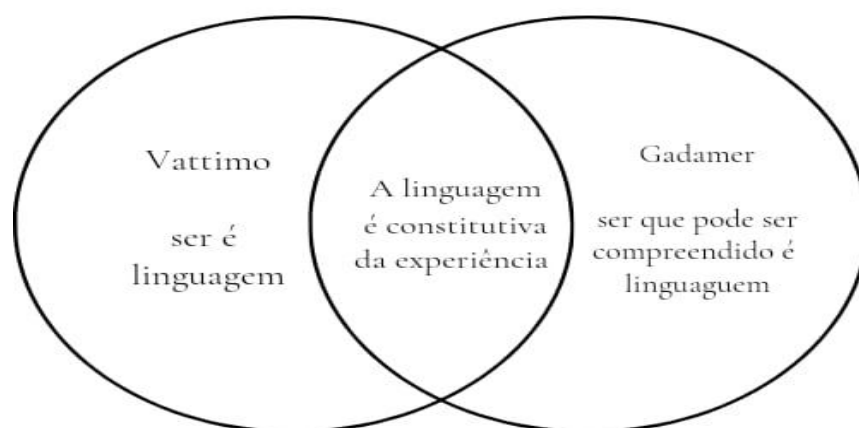 Vattimo
ser é
linguagem
A linguagem
é constitutiva
da experiência
Gadamer
ser que pode ser
compreendido é
linguaguem